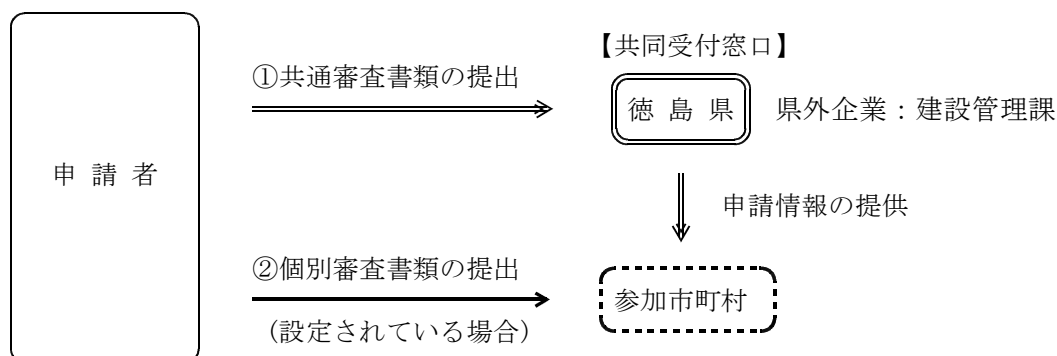 【共同受付窓口】
①共通審査書類の提出
徳 島 県 県外企業:建設管理課
申 請 者
申請情報の提供
②個別審査書類の提出
参加市町村
(設定されている場合)